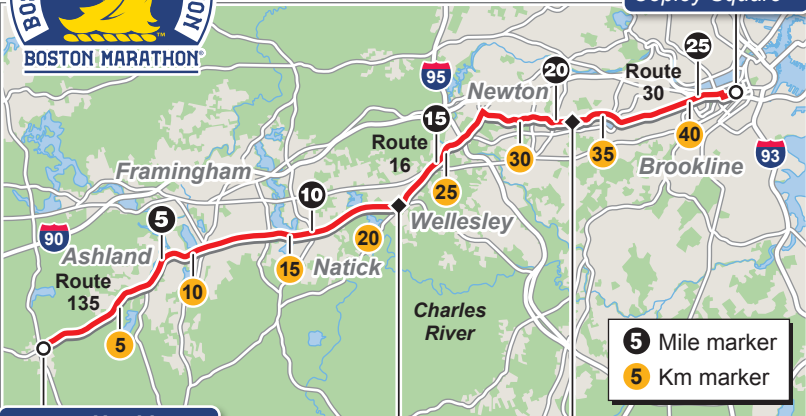 BOSTON MARATHON®
25
95
20
Newton
Route
30
15
Route
16
30
35
40
Brookline
93
Framingham
25
10
Wellesley
5
20
90
Ashland
15
Natick
Route
135
10
Charles
River
5
5 Mile marker
5 Km marker